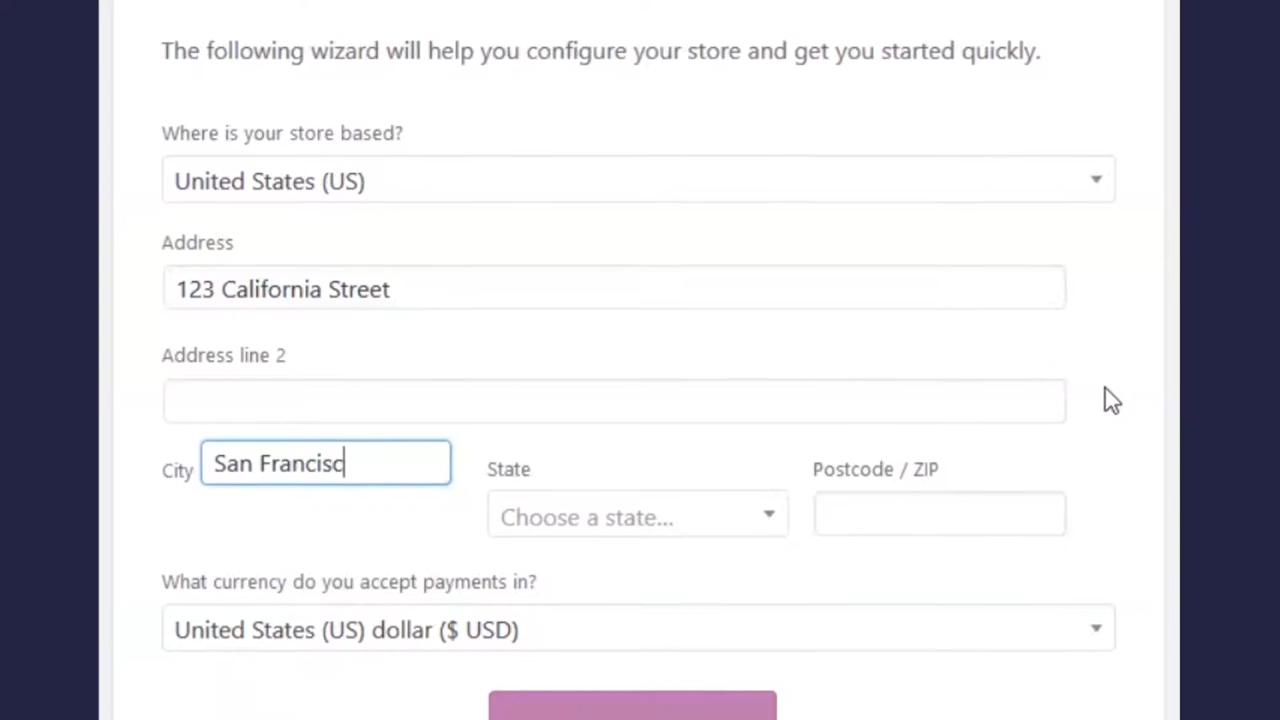 The following wizard will help you configure your store and get you started quickly.
Where is your store based?
United States (US)
Address
123 California Street
Address line 2
City San Francisc
State
Postcode / ZIP
Choose a state...
What currency do you accept payments in?
United States (US) dollar ($ USD)